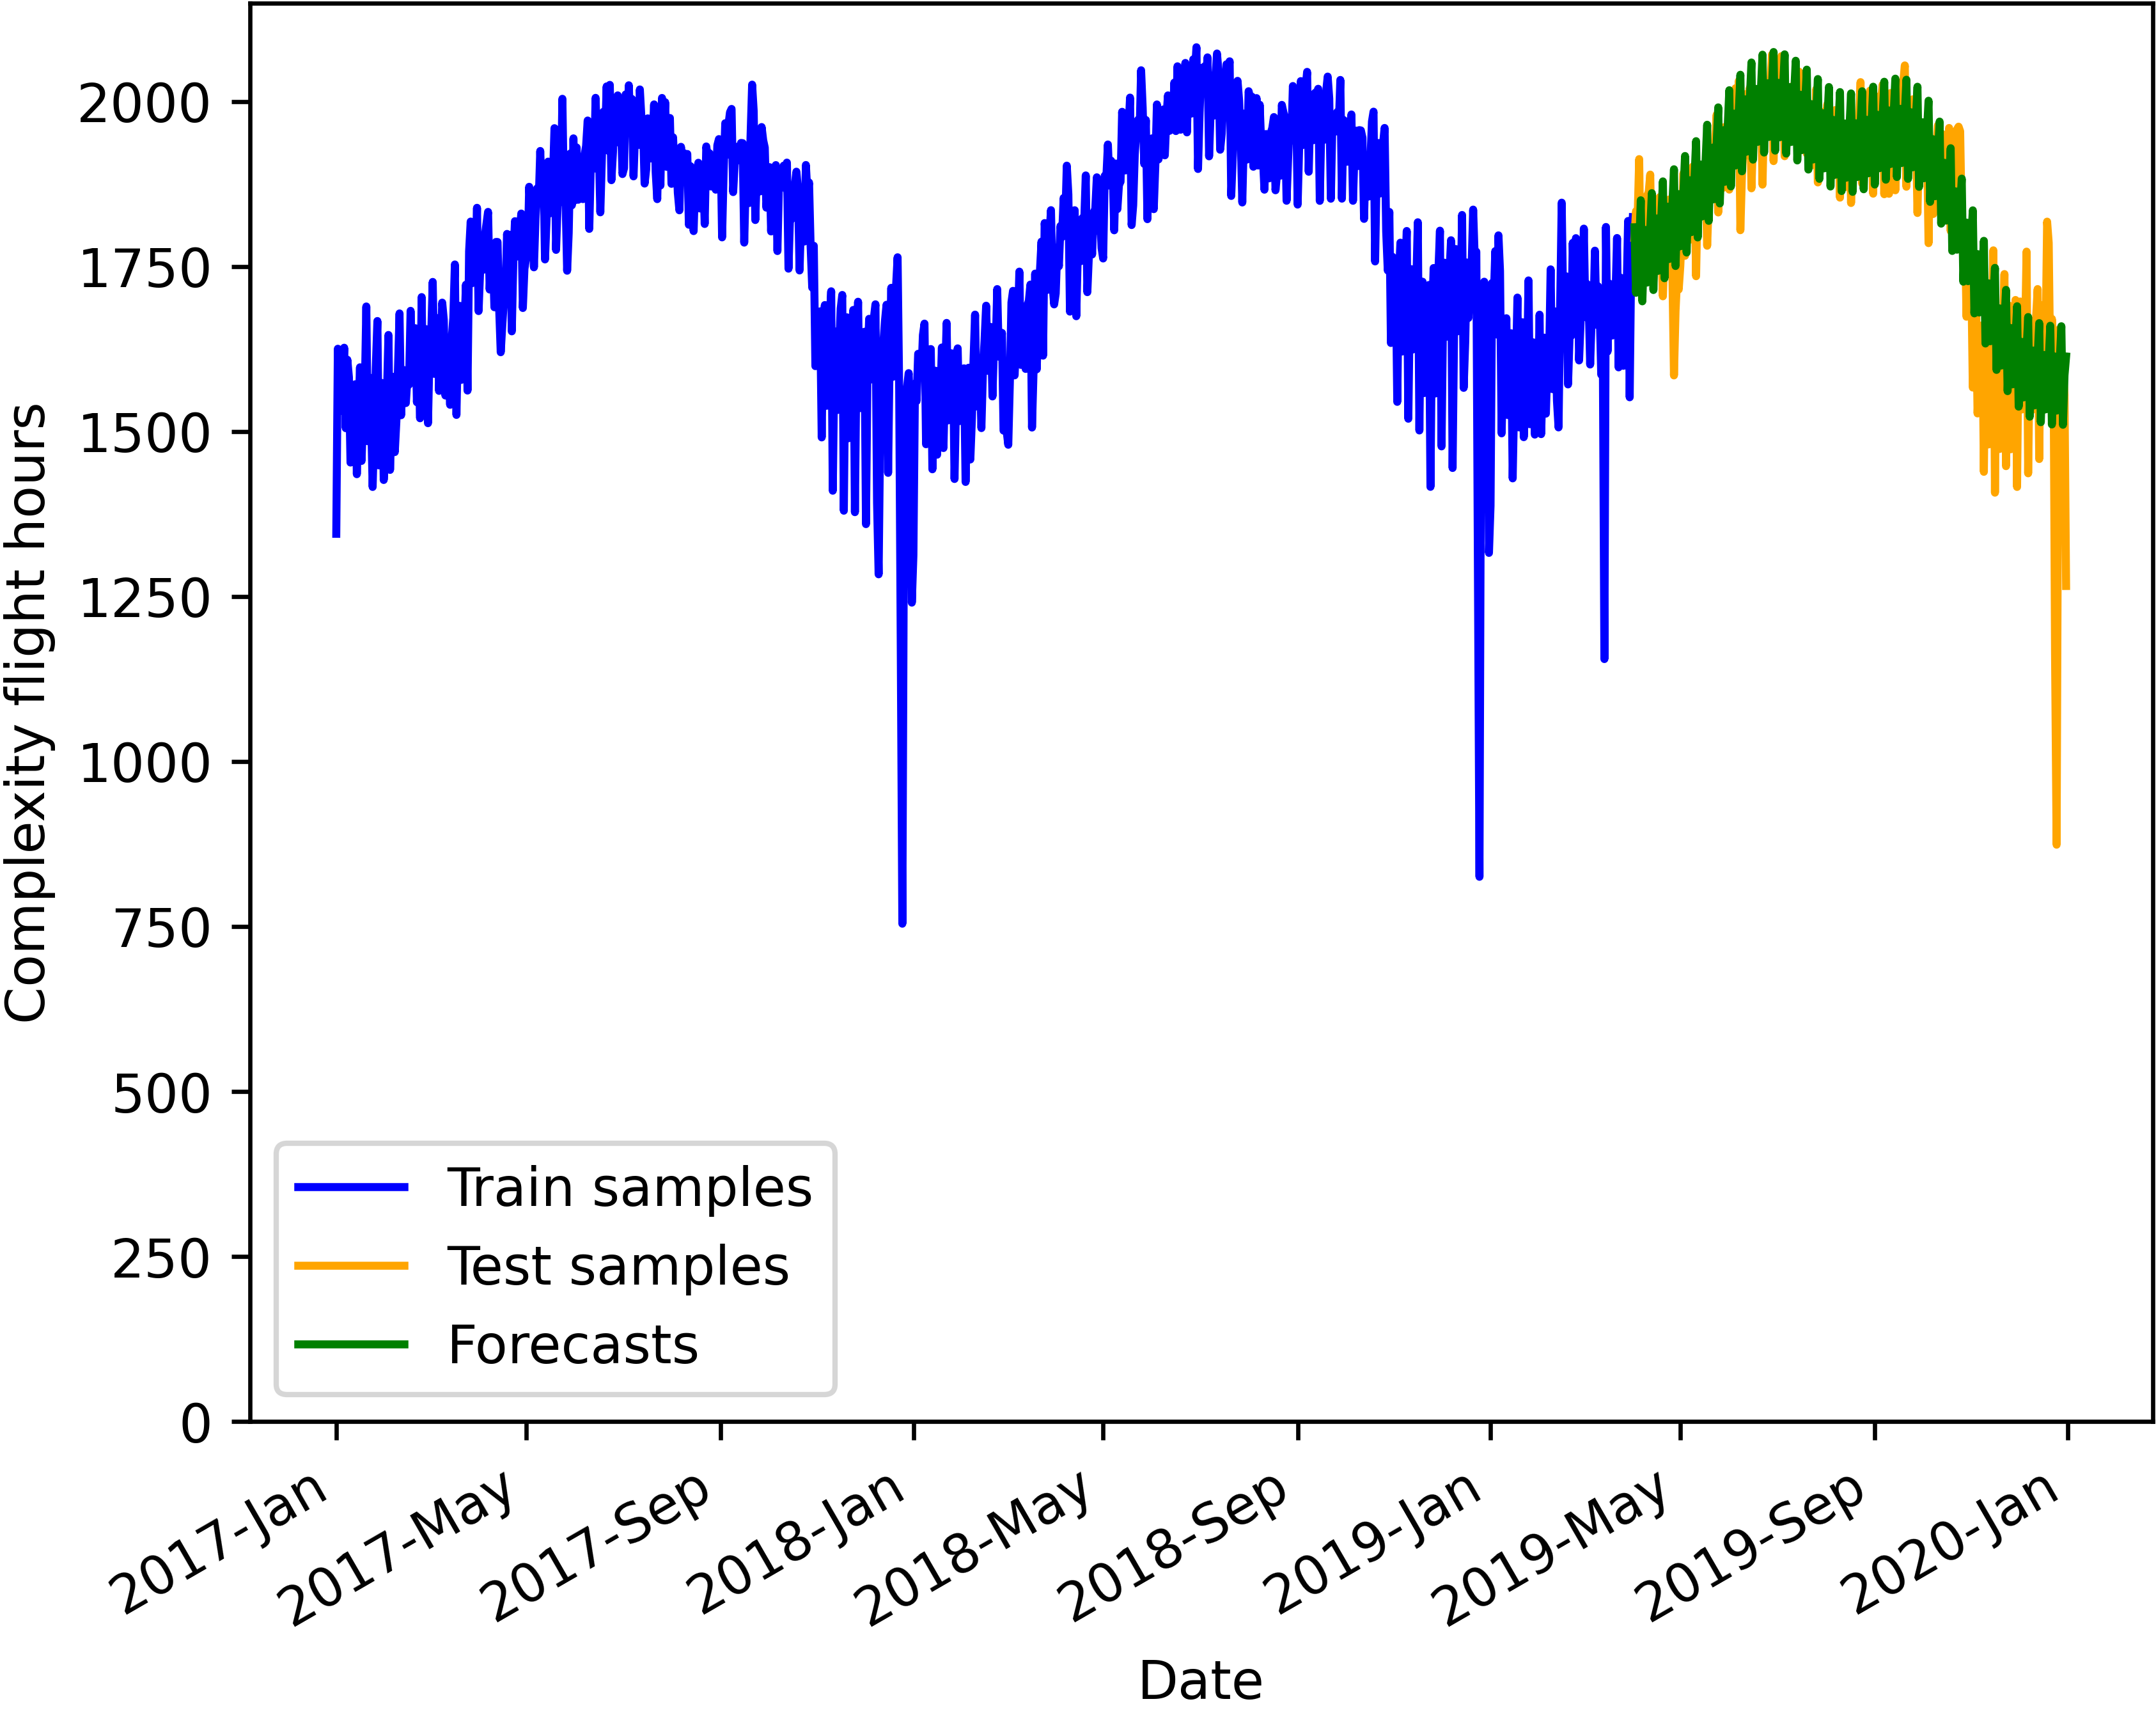 Complexity flight hours
2000
1750
1500
1250
1000
750
500
250
0
Train samples
Test samples
Forecasts
2017-Jan
2017-May
2017-Sep
2018-Jan
2018-May
2018-Sep
2019-Jan
2019-May
2019-Sep
2020-Jan
Date